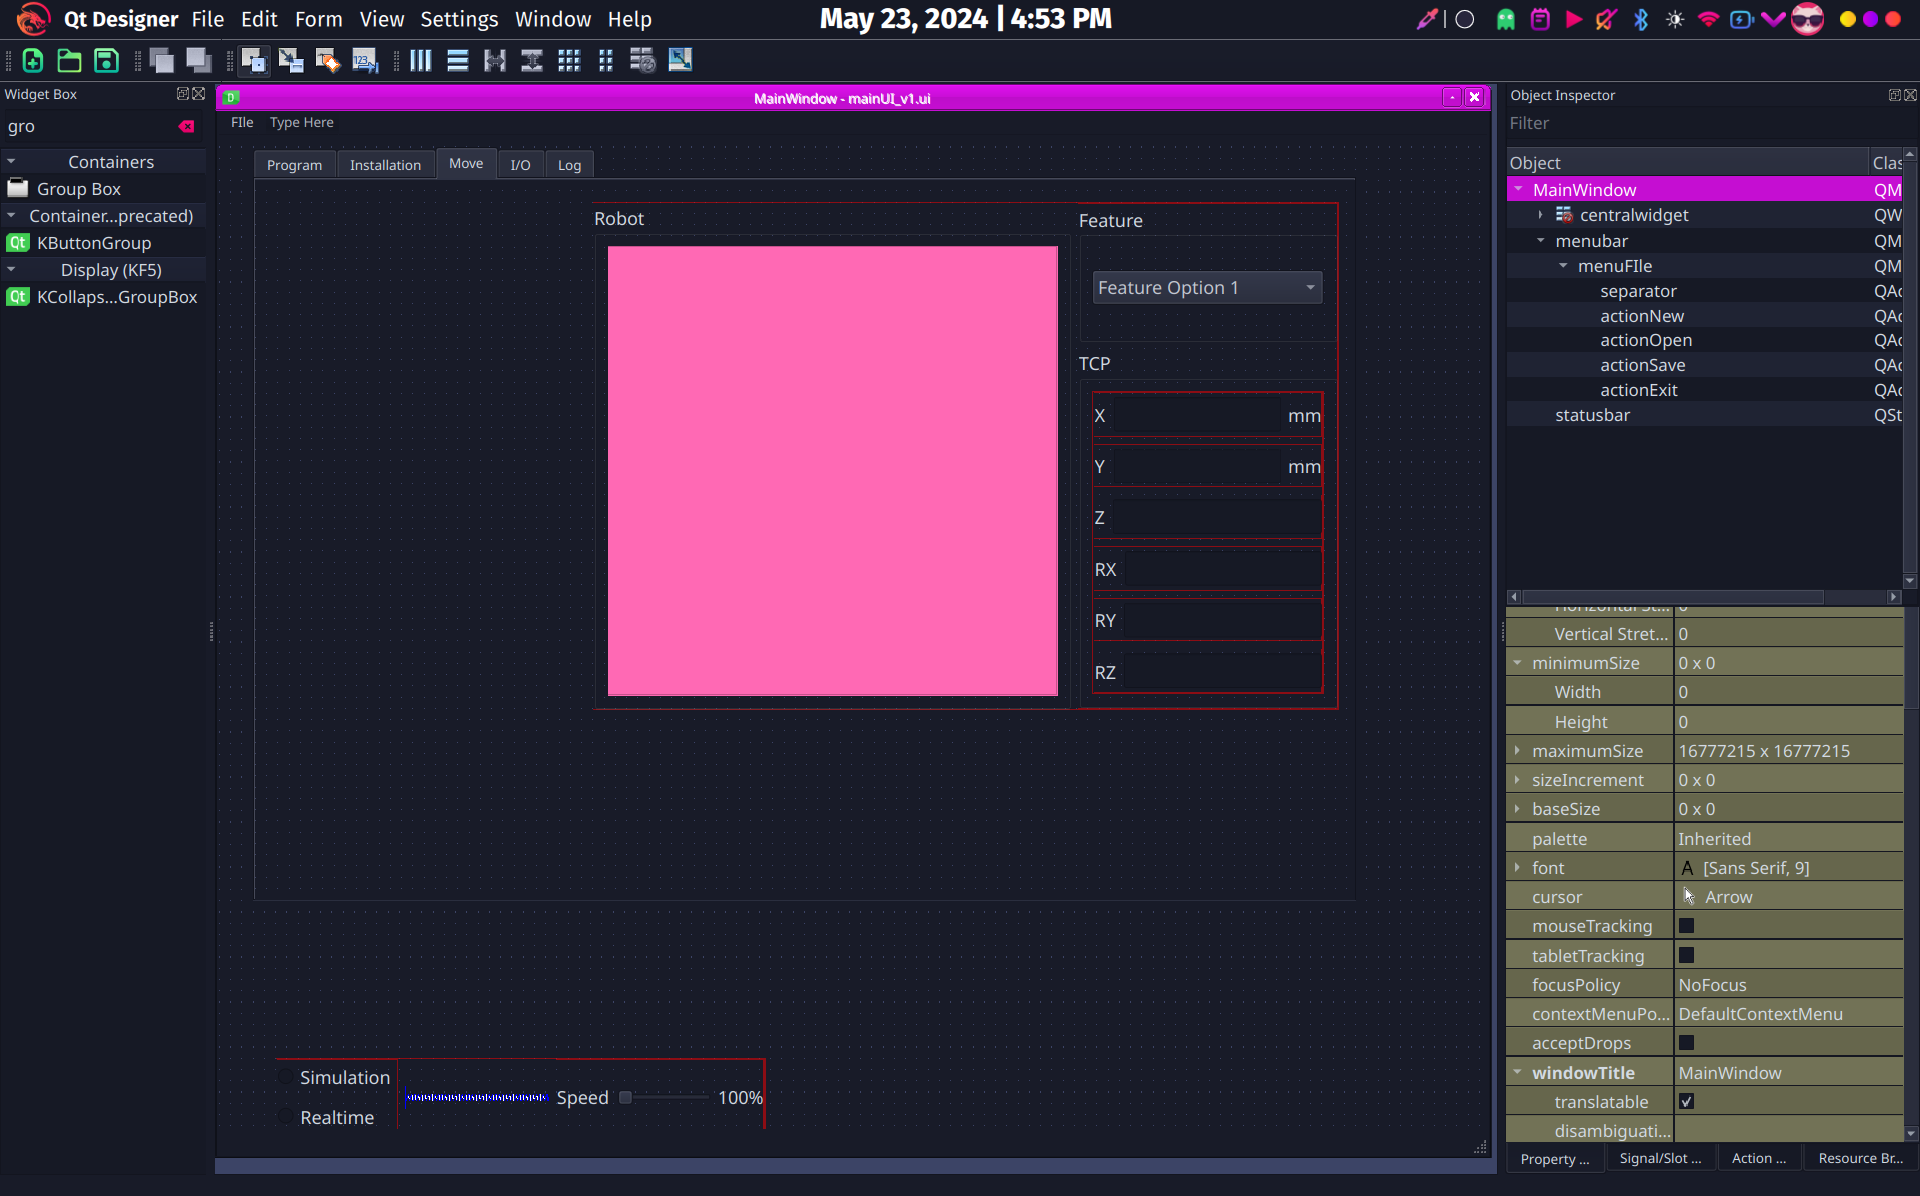 Qt Designer File Edit Form View Settings Window Help
May 23, 2024 | 4:53 PM
Widget Box
gro
Containers
Group Box
Container...precated)
KButtonGroup
Display (KF5)
KCollaps...GroupBox
MainWindow - mainUI_v1.ui
FIle Type Here
Program Installation Move I/O Log
Robot
Feature
Feature Option 1
TCP
X mm
Y mm
Z
RX
RY
RZ
Simulation
Realtime
Speed 100%
Object Inspector
Filter
Object Clas
MainWindow QM
centralwidget QW
menubar QM
menuFIle QM
separator QAc
actionNew QAc
actionOpen QAc
actionSave QAc
actionExit QAc
statusbar QSt
Horizontal St... 0
Vertical Stret... 0
minimumSize 0 x 0
Width 0
Height 0
maximumSize 16777215 x 16777215
sizeIncrement 0 x 0
baseSize 0 x 0
palette Inherited
font A [Sans Serif, 9]
cursor Arrow
mouseTracking
tabletTracking
focusPolicy NoFocus
contextMenuPo... DefaultContextMenu
acceptDrops
windowTitle MainWindow
translatable
disambiguati...
Property ... Signal/Slot ... Action ... Resource Br...